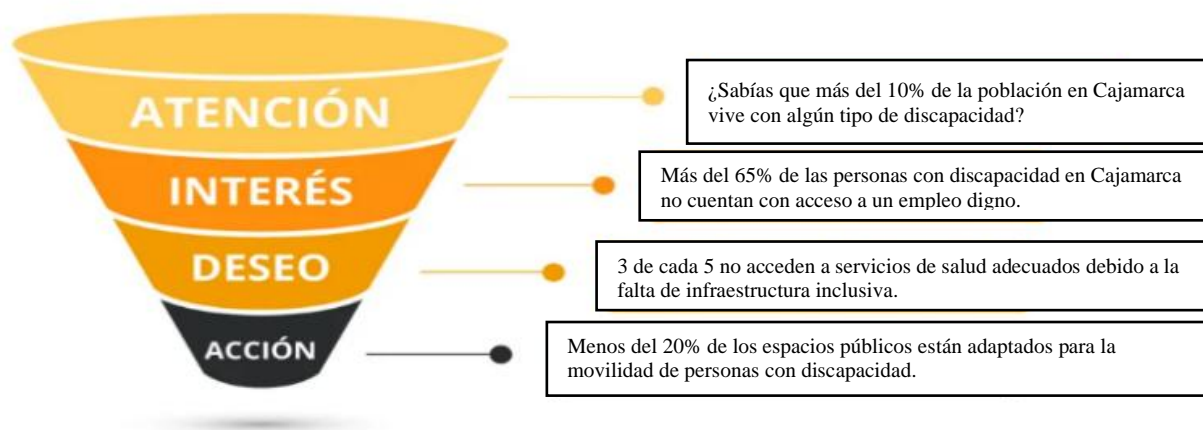 ATENCIÓN
¿Sabías que más del 10% de la población en Cajamarca
vive con algún tipo de discapacidad?
INTERÉS
Más del 65% de las personas con discapacidad en Cajamarca
no cuentan con acceso a un empleo digno.
DESEO
3 de cada 5 no acceden a servicios de salud adecuados debido a la
falta de infraestructura inclusiva.
ACCIÓN
Menos del 20% de los espacios públicos están adaptados para la
movilidad de personas con discapacidad.